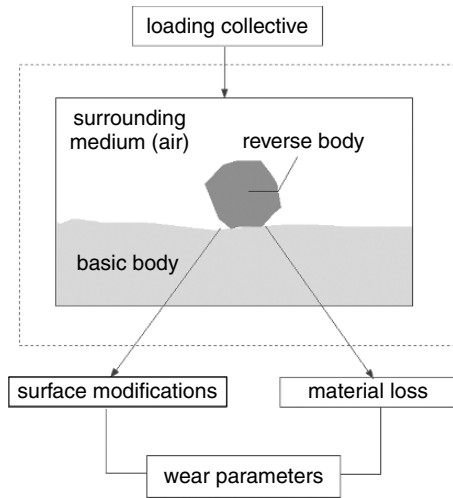 loading collective
surrounding
medium (air)
reverse body
basic body
surface modifications
material loss
wear parameters